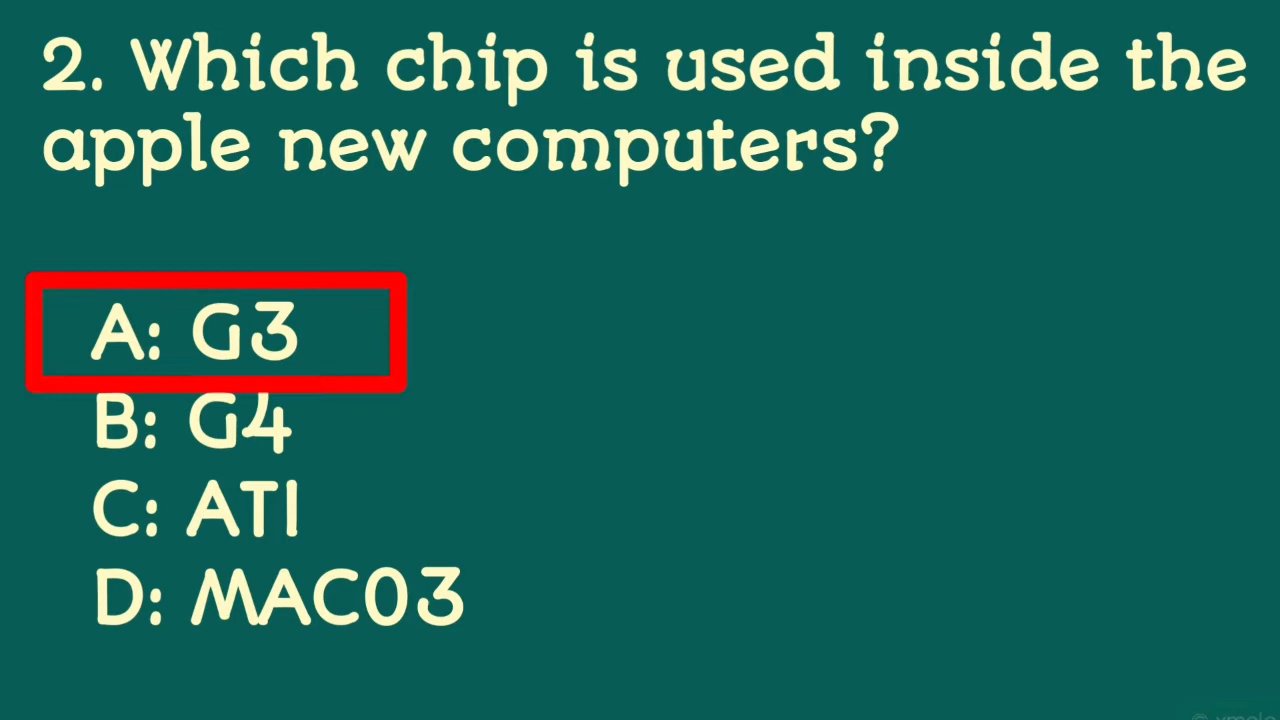 2. Which chip is used inside the
apple new computers?
A: G3
B: G4
C: ATI
D: MAC03